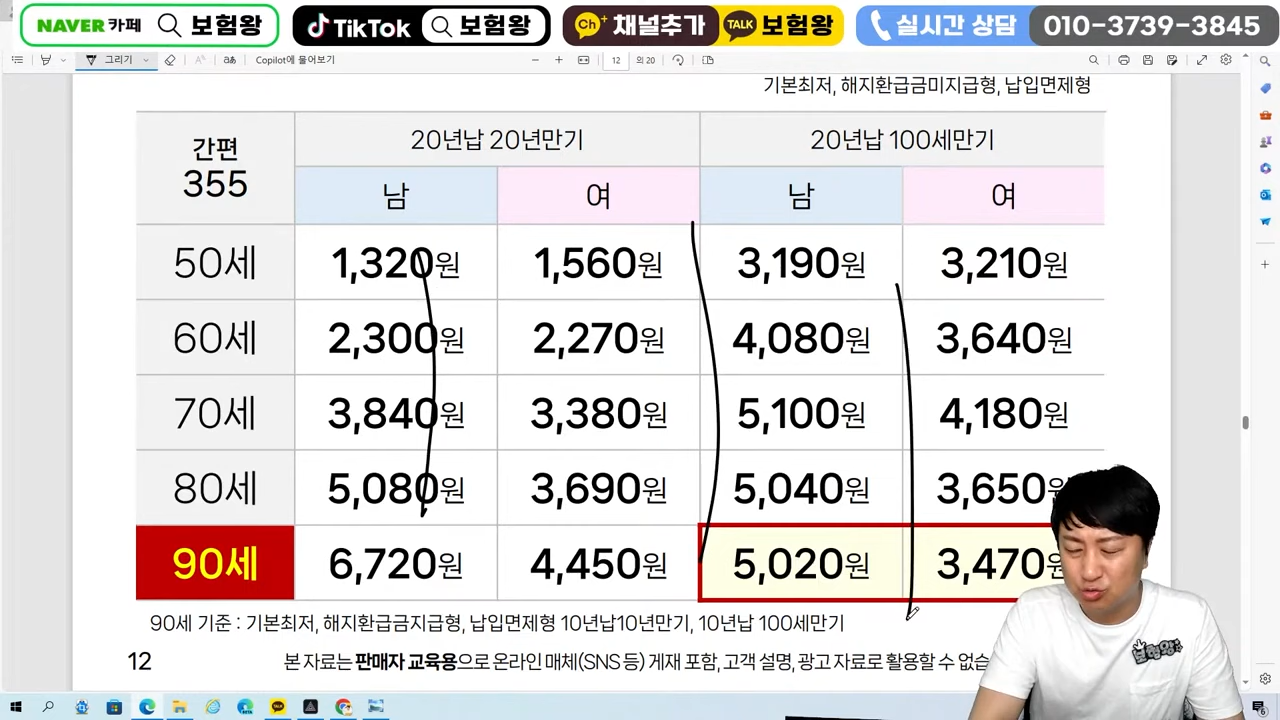 NAVER 카페 보험왕 TikTok 보험왕 Ch+ 채널추가 TALK 보험왕 실시간 상담 010-3739-3845
그리기 가あ Copilot에 물어보기 12 의 20
기본최저, 해지환급금미지급형, 납입면제형
간편 355 20년납 20년만기 20년납 100세만기
남 여 남 여
50세 1,320원 1,560원 3,190원 3,210원
60세 2,300원 2,270원 4,080원 3,640원
70세 3,840원 3,380원 5,100원 4,180원
80세 5,080원 3,690원 5,040원 3,650원
90세 6,720원 4,450원 5,020원 3,470원
90세 기준 : 기본최저, 해지환급금지급형, 납입면제형 10년납10년만기, 10년납 100세만기
12 본 자료는 판매자 교육용으로 온라인 매체(SNS 등) 게재 포함, 고객 설명, 광고 자료로 활용할 수 없습
보험왕